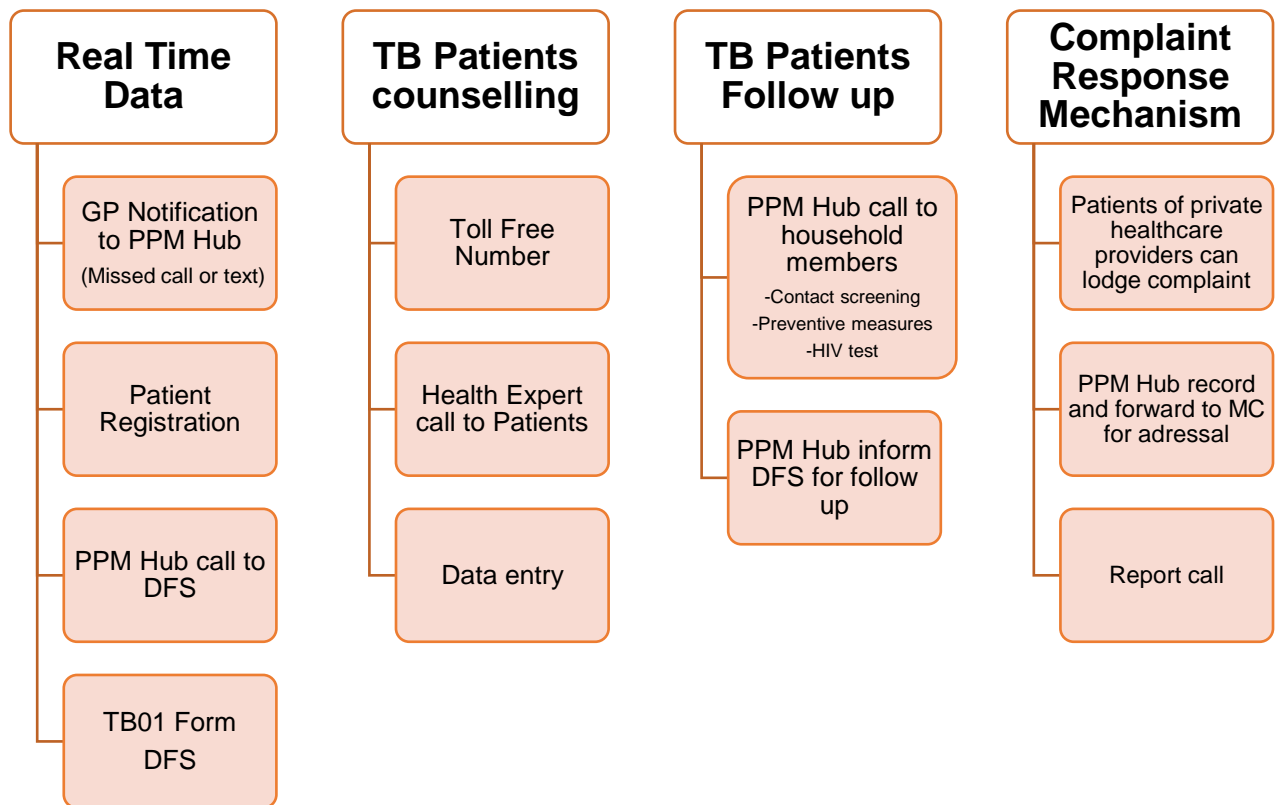 Real Time
Data
GP Notification
to PPM Hub
(Missed call or text)
Patient
Registration
PPM Hub call to
DFS
TB01 Form
DFS
TB Patients
counselling
Toll Free
Number
Health Expert
call to Patients
Data entry
TB Patients
Follow up
PPM Hub call to
household
members
-Contact screening
-Preventive measures
-HIV test
PPM Hub inform
DFS for follow
up
Complaint
Response
Mechanism
Patients of private
healthcare
providers can
lodge complaint
PPM Hub record
and forward to MC
for adressal
Report call